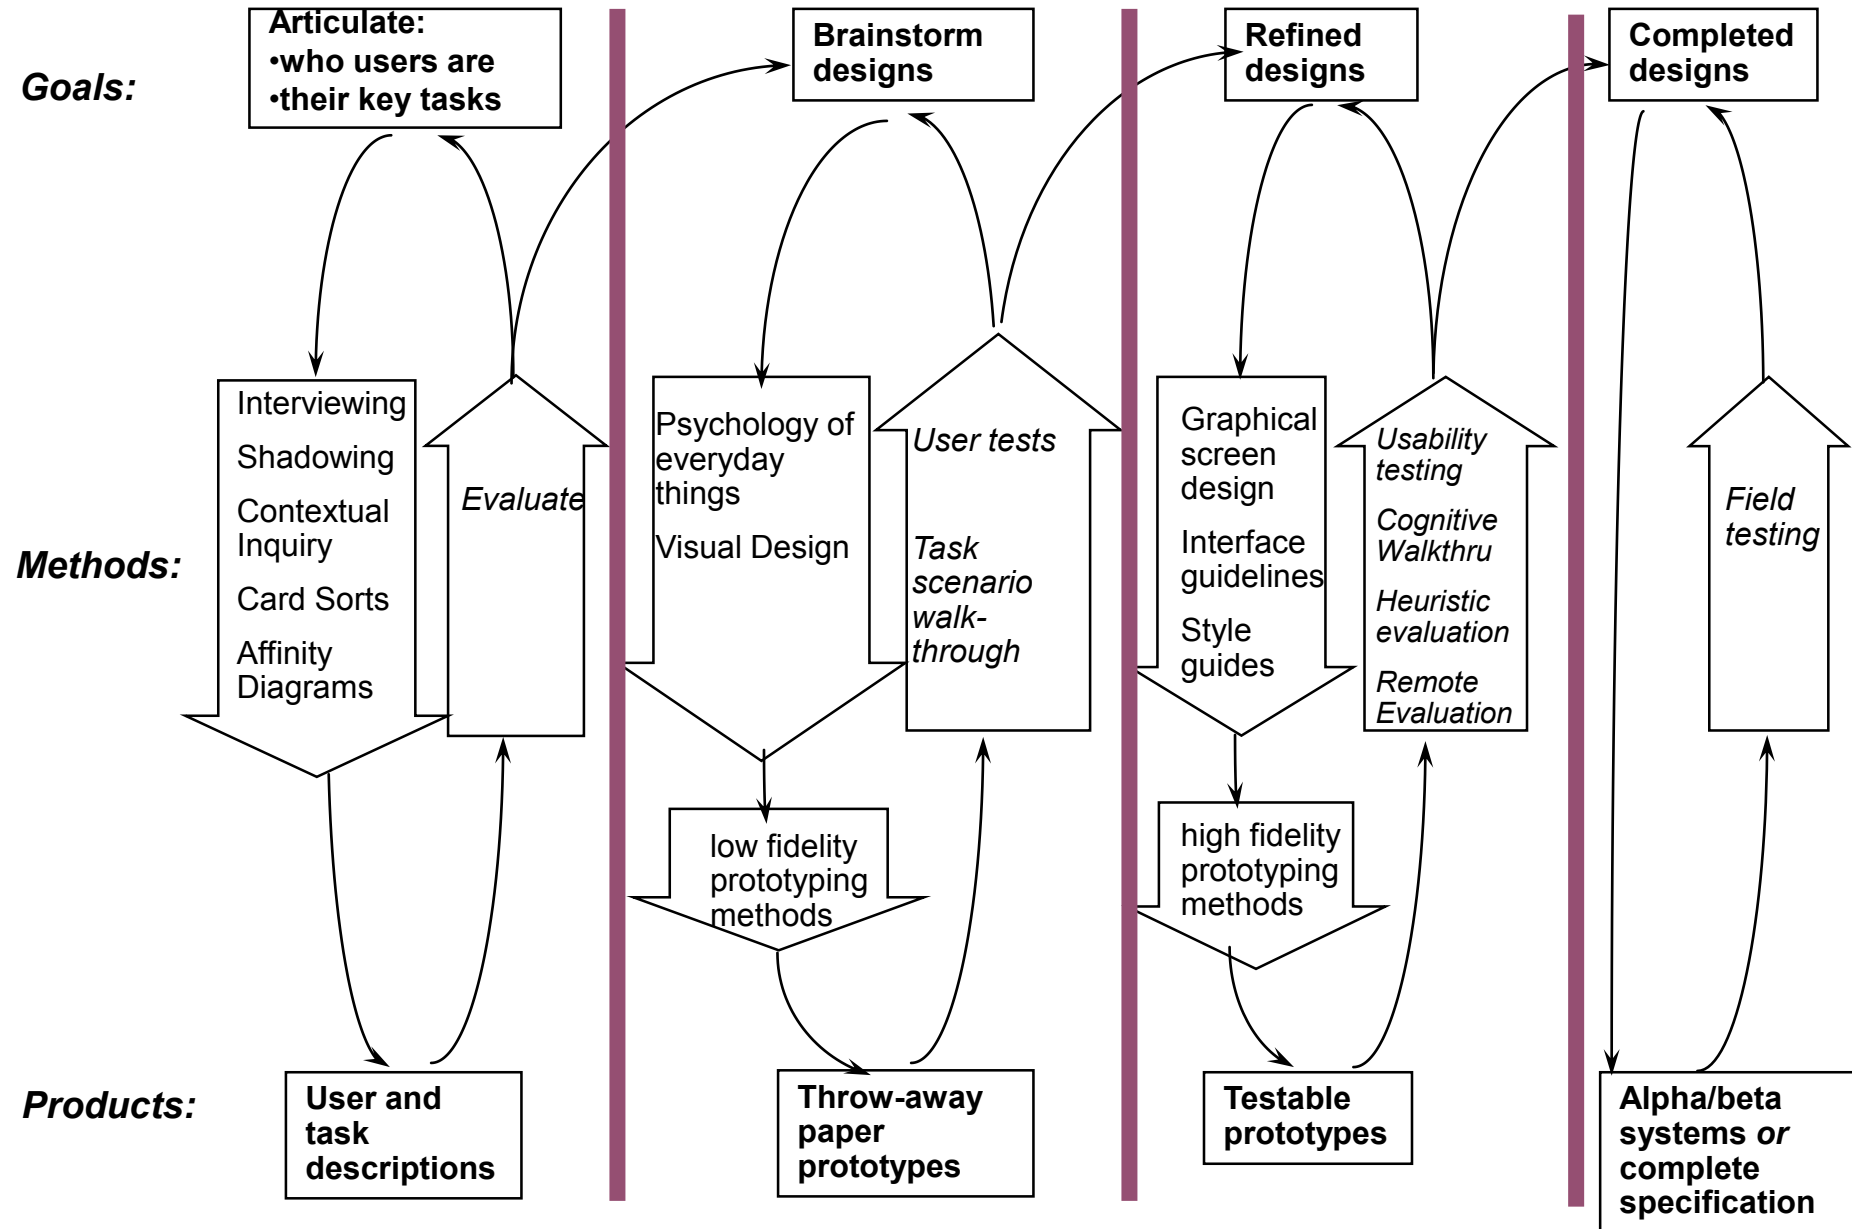 Goals:
Articulate:
•who users are
•their key tasks
Brainstorm
designs
Refined
designs
Completed
designs
Methods:
Interviewing
Shadowing
Contextual
Inquiry
Card Sorts
Affinity
Diagrams
Evaluate
Psychology of
everyday
things
Visual Design
User tests
Task
scenario
walk-
through
low fidelity
prototyping
methods
Graphical
screen
design
Interface
guidelines
Style
guides
Usability
testing
Cognitive
Walkthru
Heuristic
evaluation
Remote
Evaluation
high fidelity
prototyping
methods
Field
testing
Products:
User and
task
descriptions
Throw-away
paper
prototypes
Testable
prototypes
Alpha/beta
systems or
complete
specification